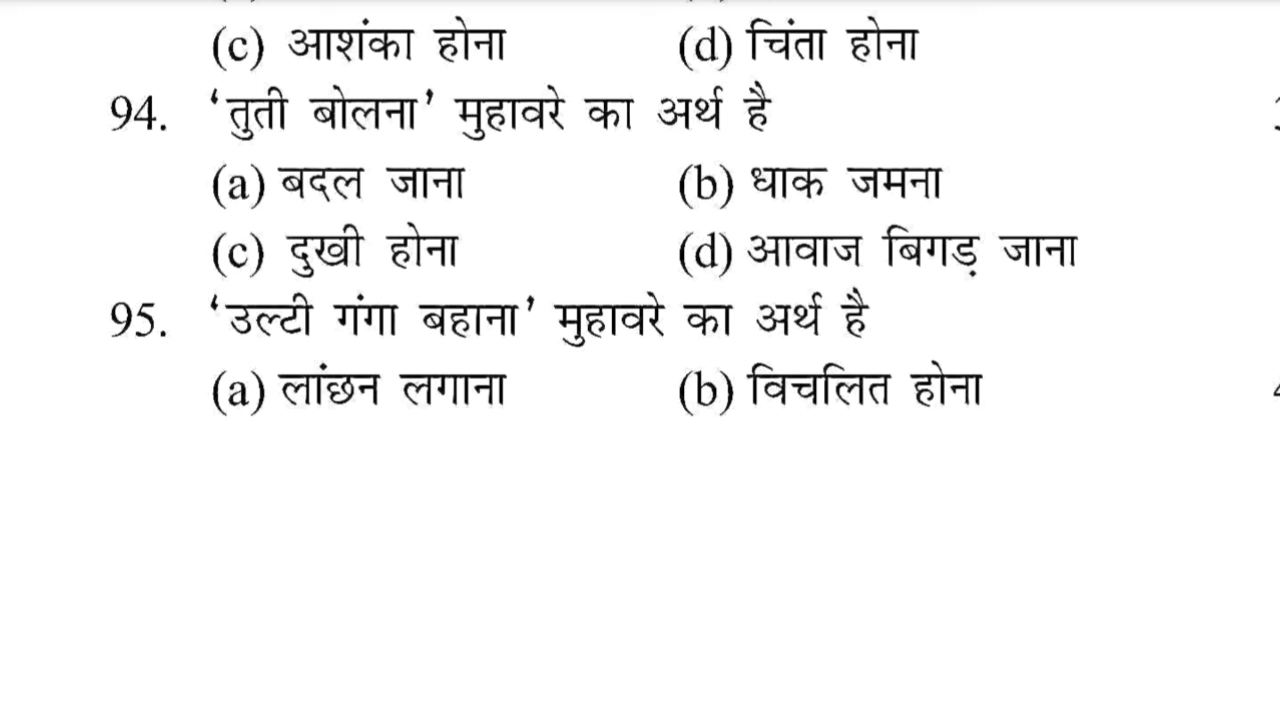 (c) आशंका होना (d) चिंता होना
94. ‘तुती बोलना’ मुहावरे का अर्थ है
(a) बदल जाना (b) धाक जमना
(c) दुखी होना (d) आवाज बिगड़ जाना
95. ‘उल्टी गंगा बहाना’ मुहावरे का अर्थ है
(a) लांछन लगाना (b) विचलित होना